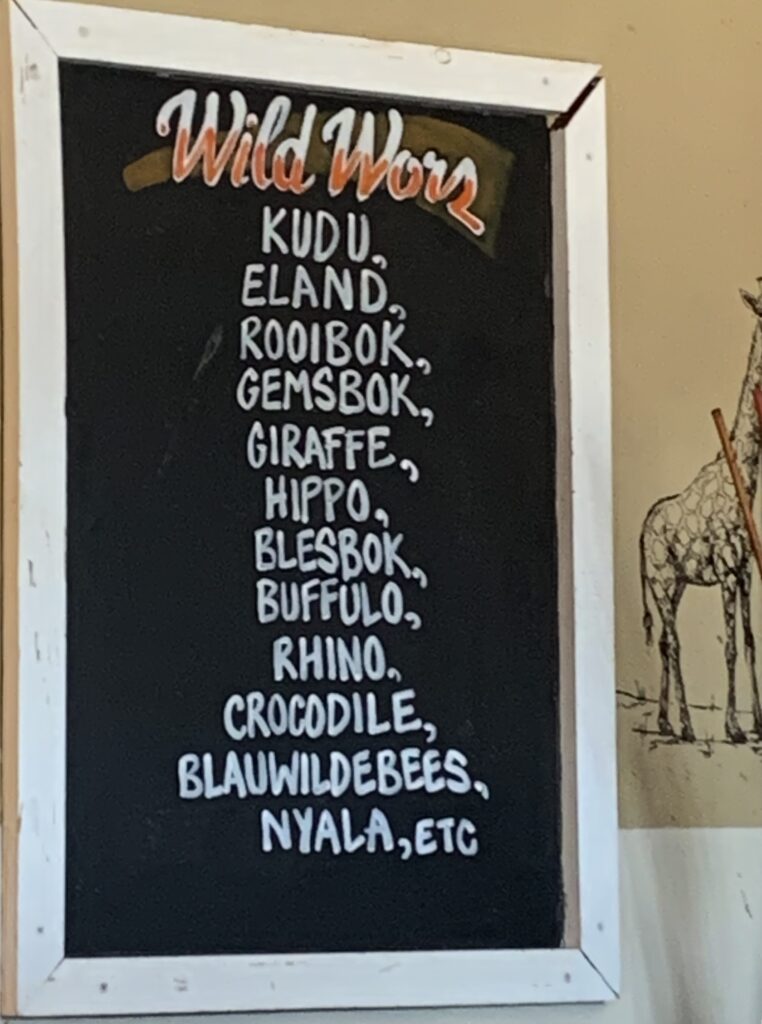 Wild Wors
KUDU,
ELAND,
ROOIBOK,
GEMSBOK,
GIRAFFE,
HIPPO,
BLESBOK,
BUFFULO,
RHINO,
CROCODILE,
BLAUWILDEBEES,
NYALA, ETC